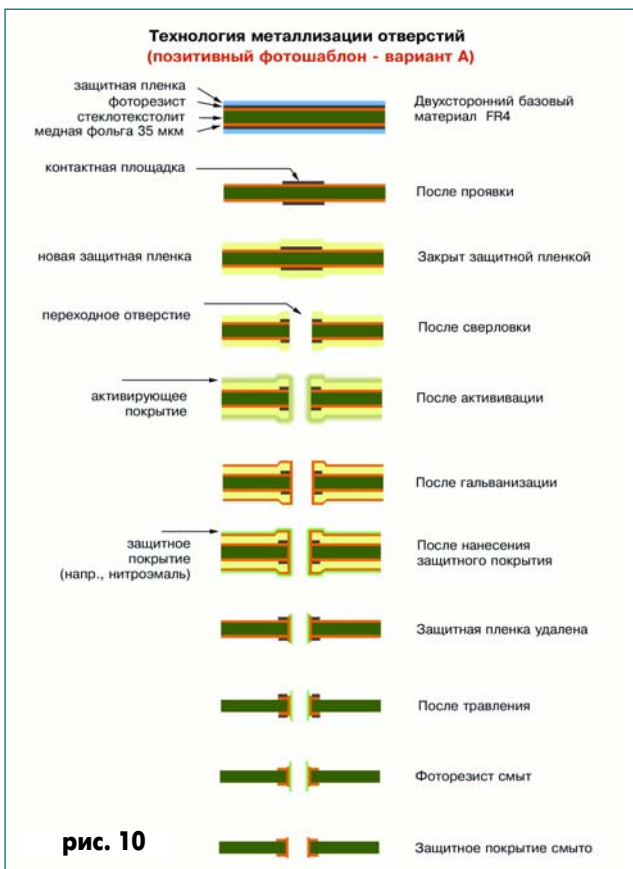 Технология металлизации отверстий
(позитивный фотошаблон - вариант А)
защитная пленка
фоторезист
стеклотекстолит
медная фольга 35 мкм
Двухсторонний базовый
материал FR4
контактная площадка
После проявки
новая защитная пленка
Закрыт защитной пленкой
переходное отверстие
После сверловки
активирующее
покрытие
После актививации
После гальванизации
защитное
покрытие
(напр., нитроэмаль)
После нанесения
защитного покрытия
Защитная пленка удалена
После травления
Фоторезист смыт
рис. 10
Защитное покрытие смыто